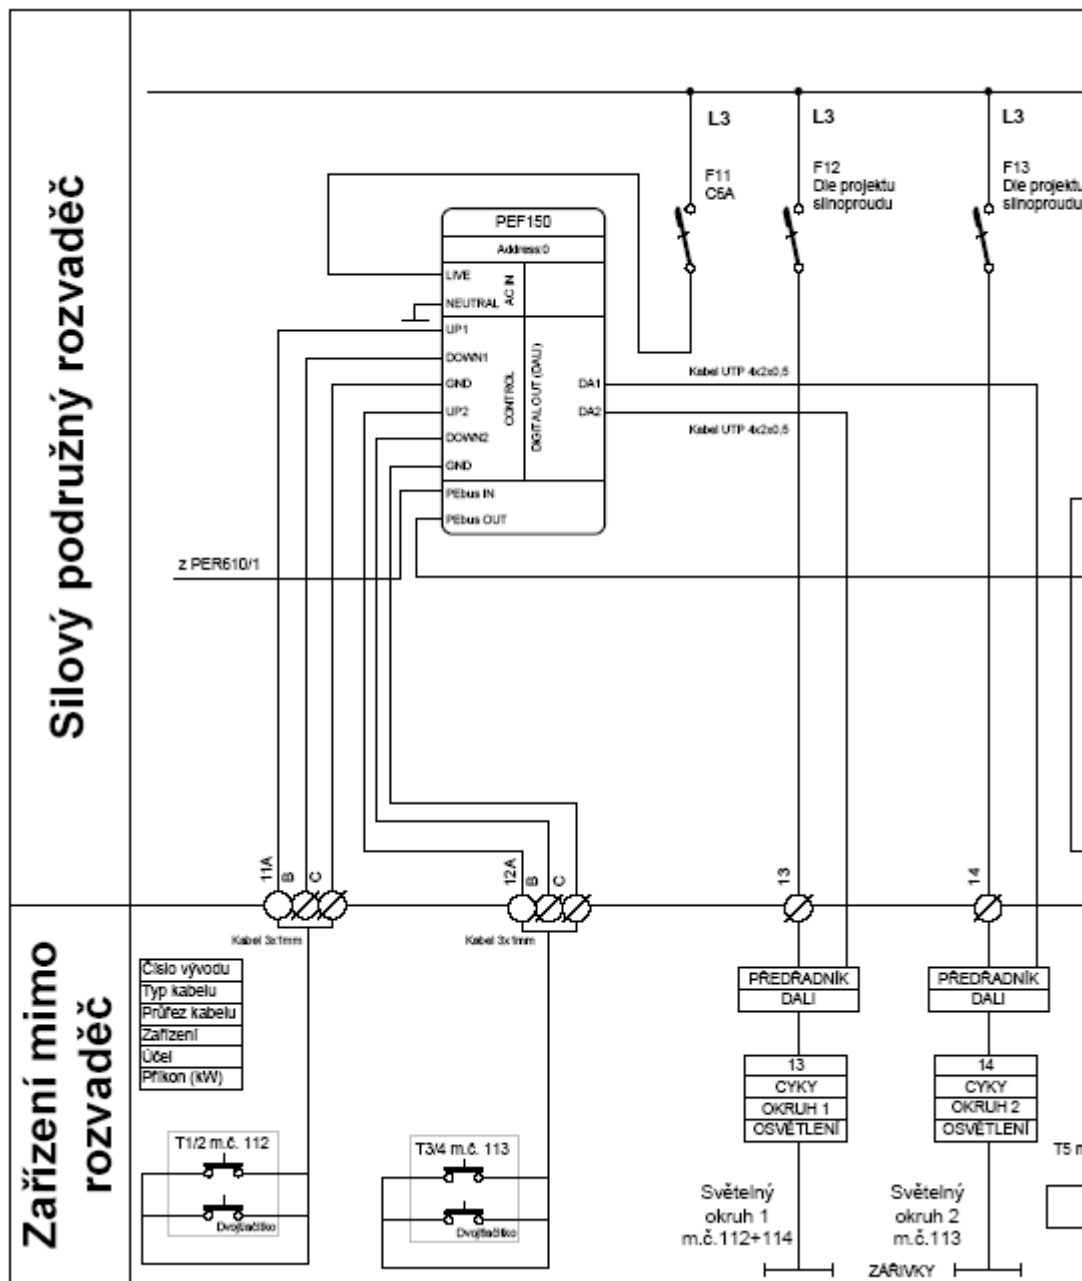 Silový podružný rozvaděč
L3
L3
L3
F11
C6A
F12
Dle projektu
silnoproudu
F13
Dle projektu
silnoproudu
PEF150
Address:0
LIVE
NEUTRAL
AC IN
UP1
DOWN1
GND
UP2
DOWN2
GND
CONTROL
DIGITAL OUT (DALI)
DA1
DA2
PEbus IN
PEbus OUT
Kabel UTP 4x2x0,5
Kabel UTP 4x2x0,5
z PER610/1
11A
B
C
12A
B
C
13
14
Zařízení mimo
rozvaděč
Kabel 3x1mm
Kabel 3x1mm
Číslo vývodu
Typ kabelu
Průřez kabelu
Zařízení
Účel
Příkon (kW)
PŘEDŘADNÍK
DALI
PŘEDŘADNÍK
DALI
13
CYKY
OKRUH 1
OSVĚTLENÍ
14
CYKY
OKRUH 2
OSVĚTLENÍ
T1/2 m.č. 112
Dvojtlačítko
T3/4 m.č. 113
Dvojtlačítko
T5 m
Světelný
okruh 1
m.č.112+114
Světelný
okruh 2
m.č.113
ZÁŘIVKY